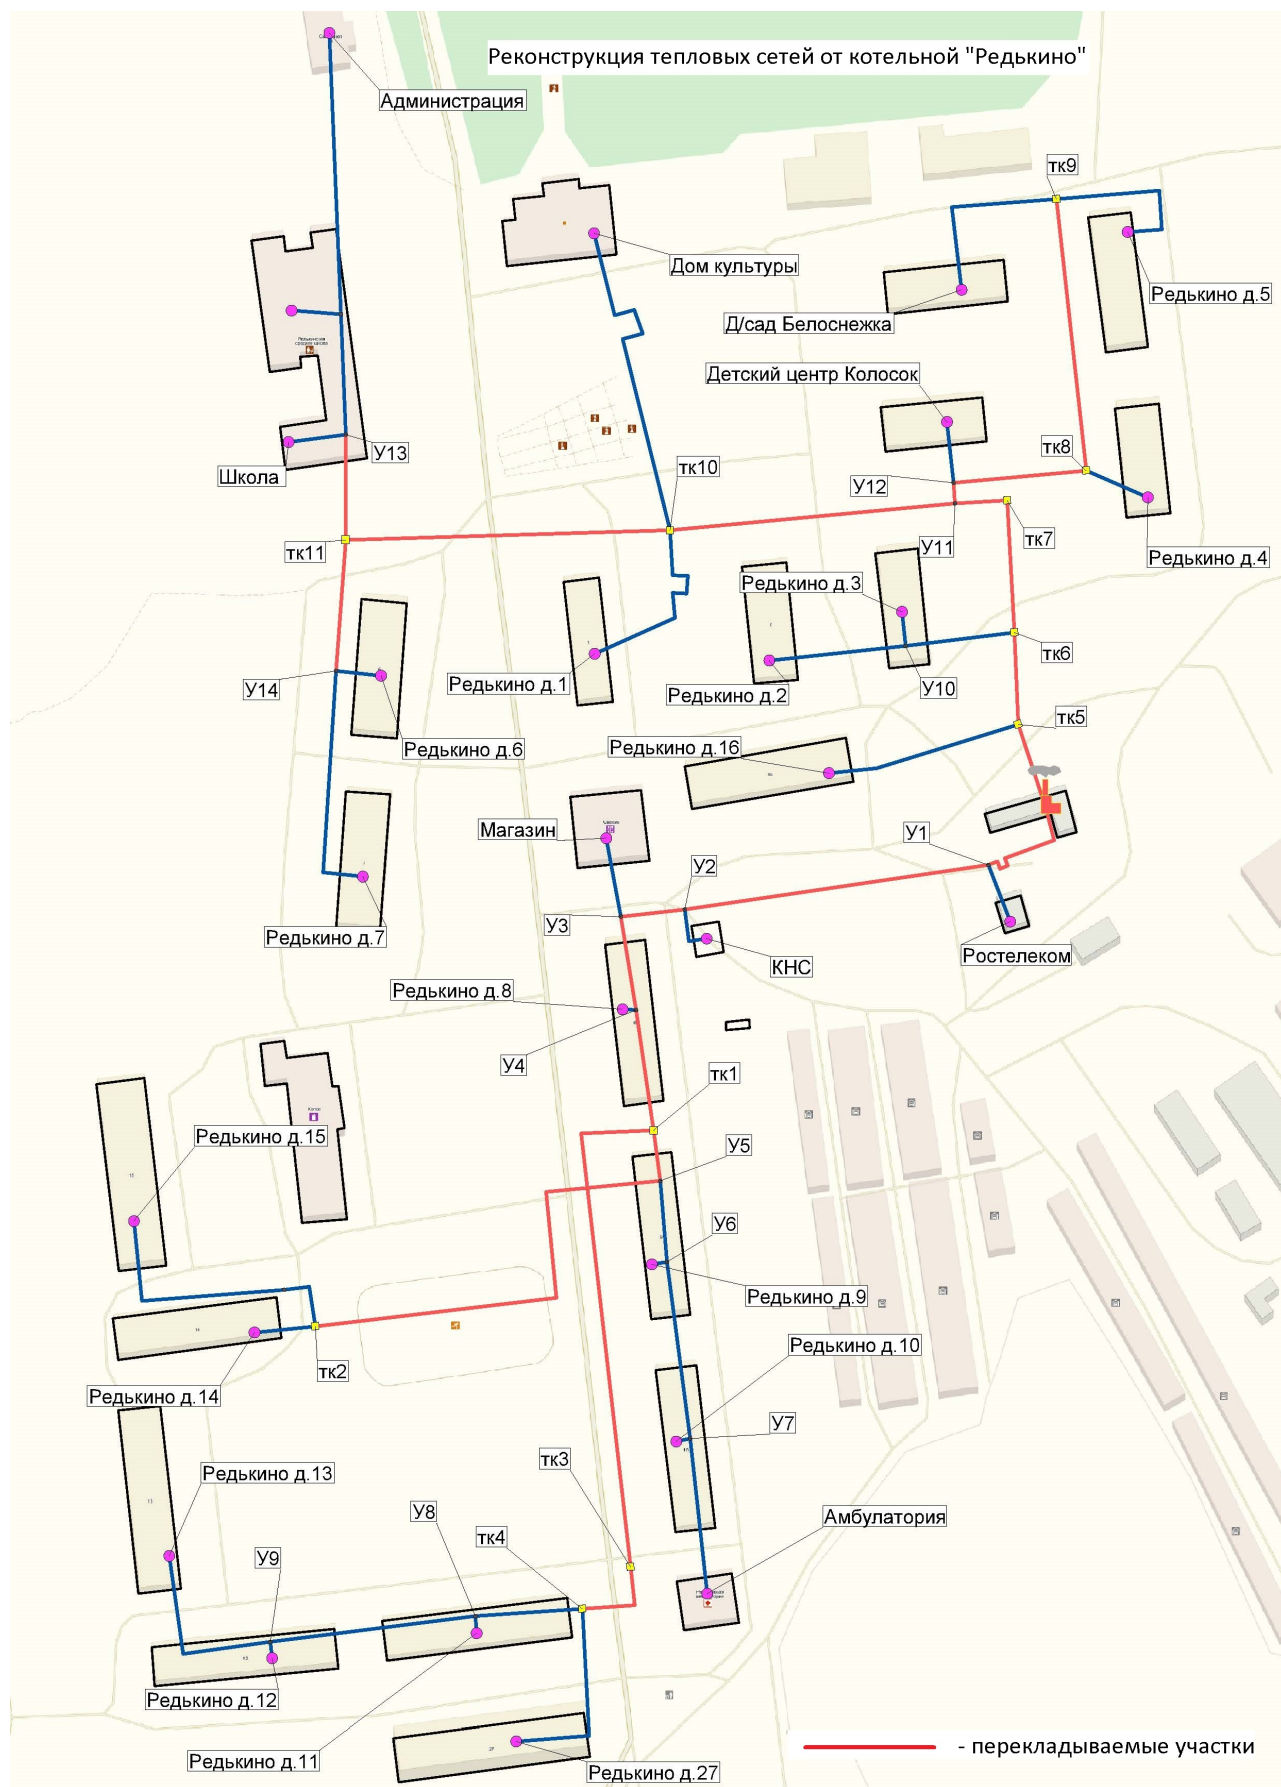 Реконструкция тепловых сетей от котельной "Редькино"
Администрация
тк9
Дом культуры
Редькино д.5
Д/сад Белоснежка
Детский центр Колосок
У13
Школа
тк10
тк8
У12
тк7
У11
тк11
Редькино д.4
Редькино д.3
тк6
У14
Редькино д.1
Редькино д.2
У10
тк5
Редькино д.6
Редькино д.16
Магазин
У1
У2
У3
Редькино д.7
Ростелеком
КНС
Редькино д.8
У4
тк1
Редькино д.15
У5
У6
Редькино д.9
Редькино д.10
тк2
Редькино д.14
У7
тк3
Редькино д.13
У8
Амбулатория
тк4
У9
Редькино д.12
Редькино д.11
- перекладываемые участки
Редькино д.27